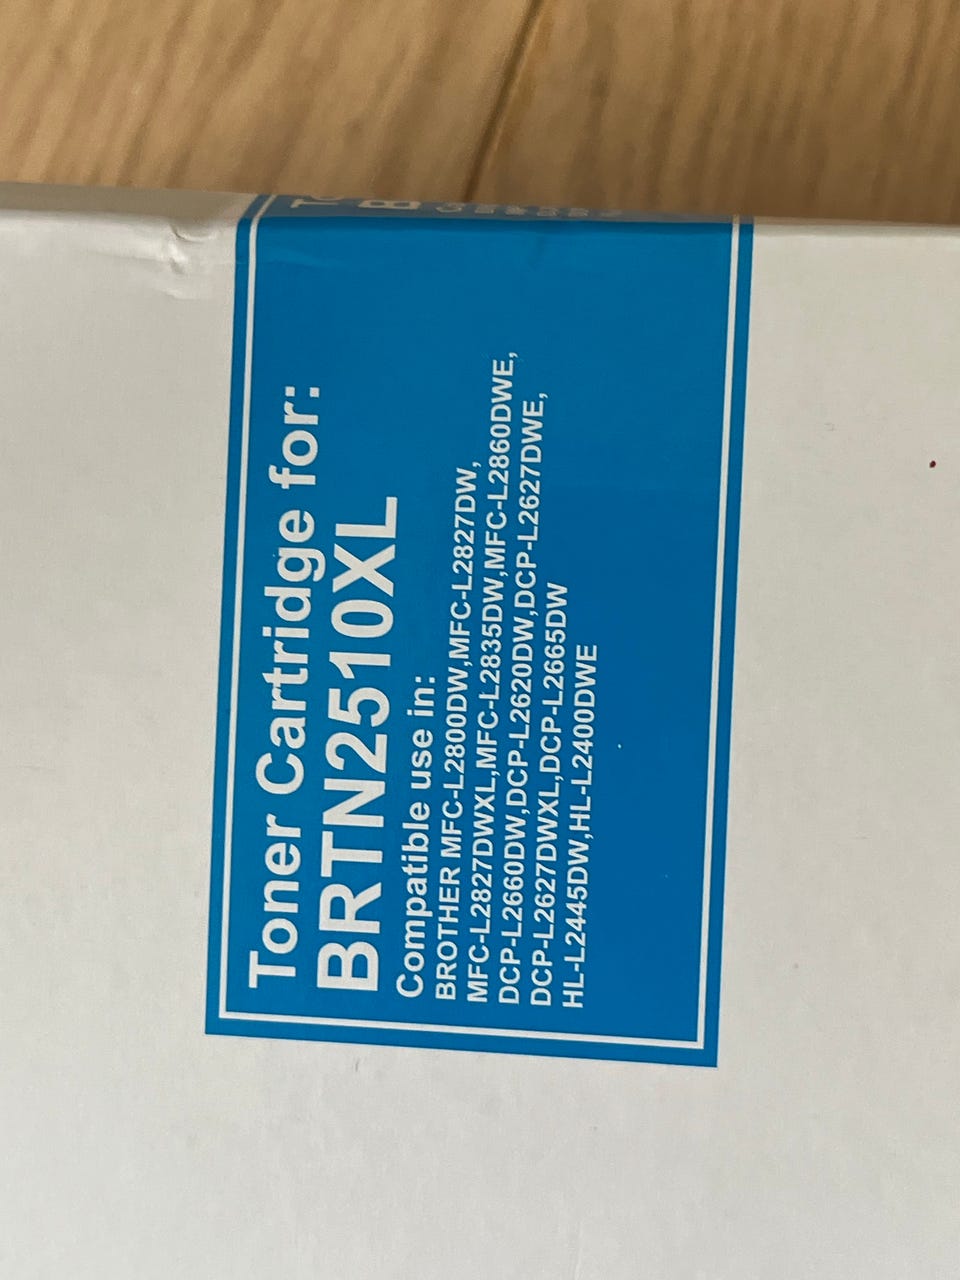 Toner Cartridge for:
BRTN2510XL
Compatible use in:
BROTHER MFC-L2800DW,MFC-L2827DW,
MFC-L2827DWXL,MFC-L2835DW,MFC-L2860DWE,
DCP-L2660DW,DCP-L2620DW,DCP-L2627DWE,
DCP-L2627DWXL,DCP-L2665DW
HL-L2445DW,HL-L2400DWE